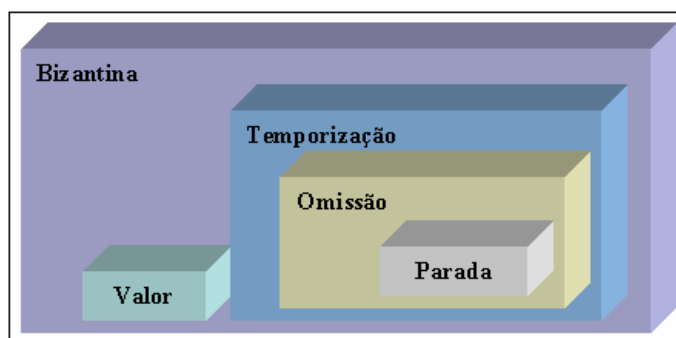 Bizantina
Temporização
Omissão
Parada
Valor